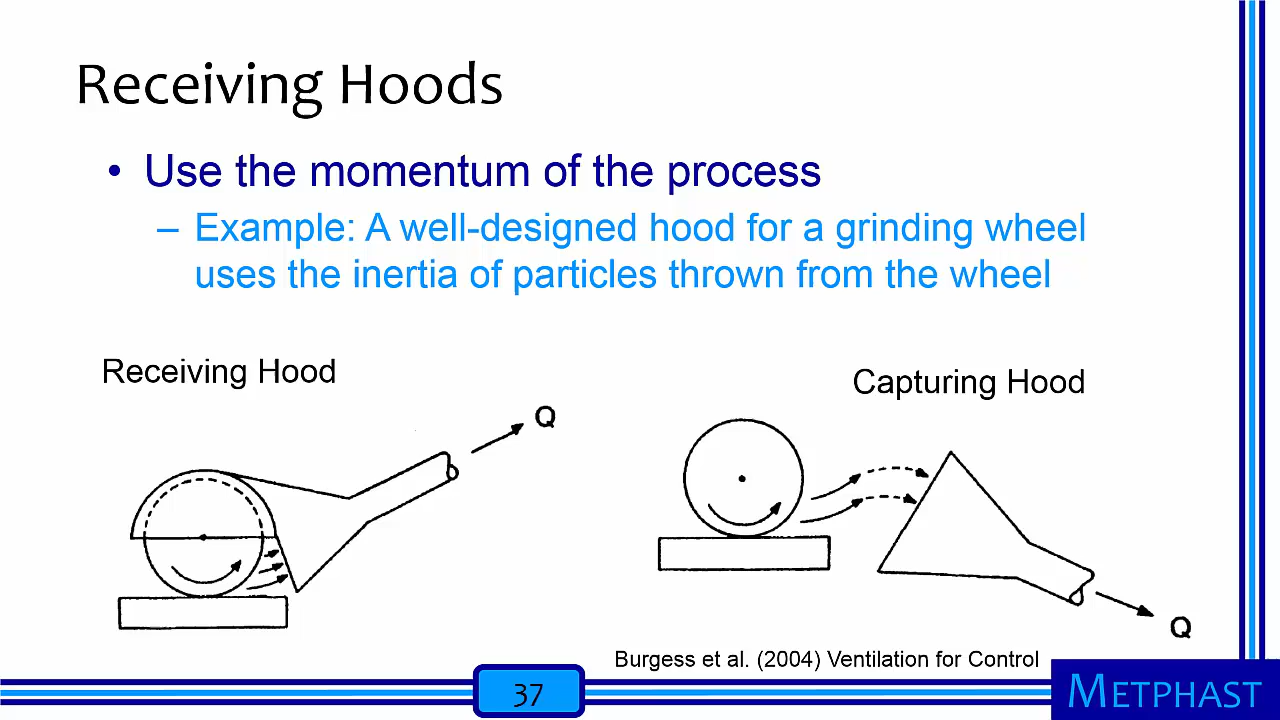 Receiving Hoods
• Use the momentum of the process
– Example: A well-designed hood for a grinding wheel
uses the inertia of particles thrown from the wheel
Receiving Hood
Capturing Hood
Q
Q
Burgess et al. (2004) Ventilation for Control
37
METPHAST